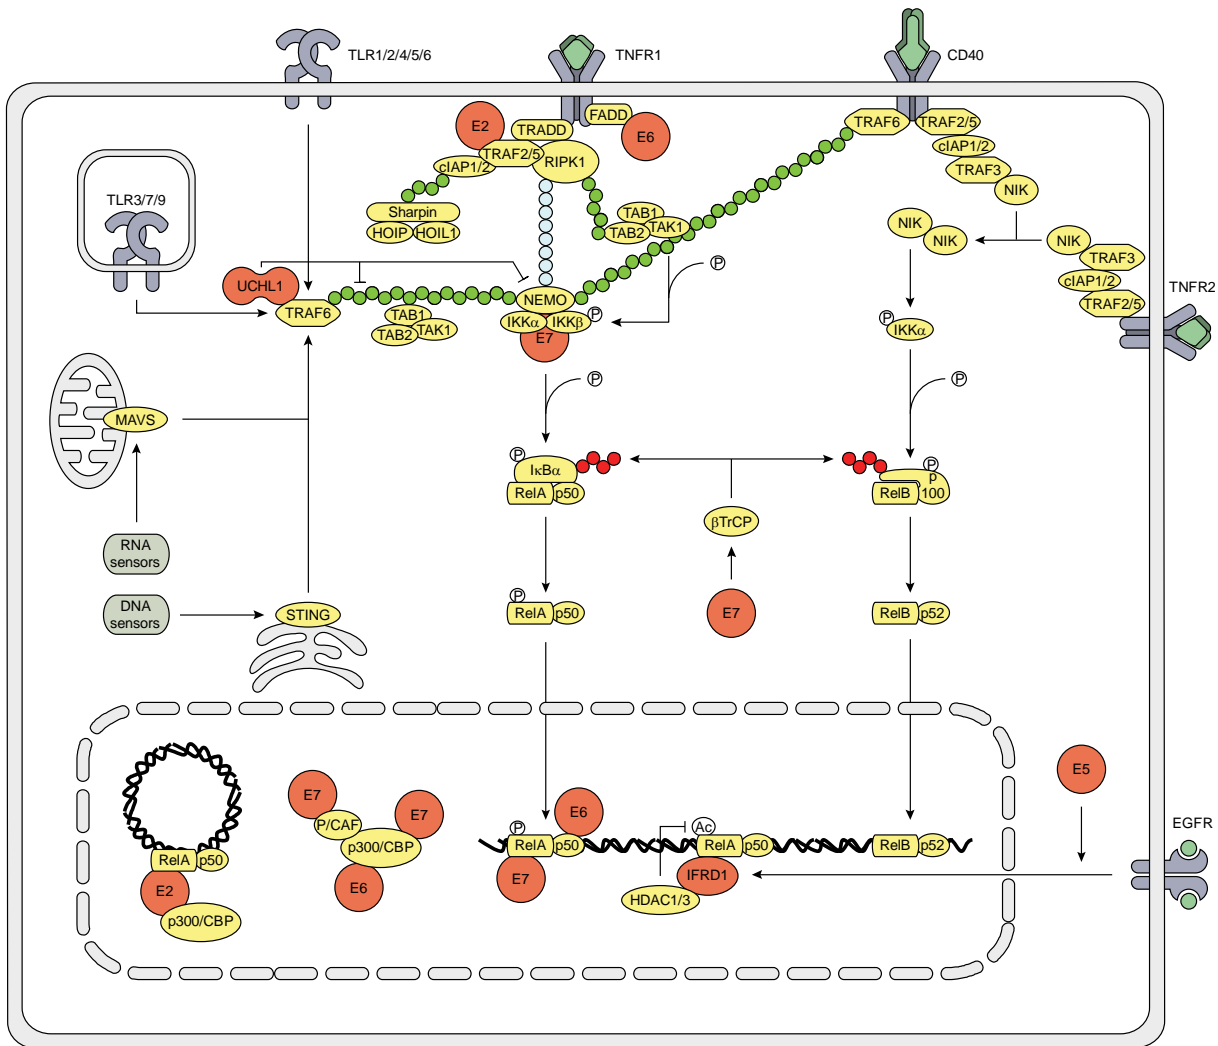 TLR1/2/4/5/6
TNFR1
CD40
E2
TRADD
FADD
E6
TRAF6
TRAF2/5
cIAP1/2
TRAF2/5
RIPK1
cIAP1/2
TRAF3
NIK
TLR3/7/9
Sharpin
HOIP
HOIL1
TAB1
TAB2
TAK1
NIK
NIK
NIK
TRAF3
cIAP1/2
TRAF2/5
TNFR2
P
UCHL1
TRAF6
NEMO
IKKα
IKKβ
P
E7
TAB1
TAB2
TAK1
P
IKKα
P
P
MAVS
P
IκBα
RelA
p50
P
p
100
RelB
βTrCP
RNA
sensors
DNA
sensors
STING
P
RelA
p50
E7
RelB
p52
E7
P/CAF
E7
p300/CBP
E6
E6
P
RelA
p50
E7
Ac
RelA
p50
IFRD1
HDAC1/3
RelB
p52
E5
EGFR
RelA
p50
E2
p300/CBP